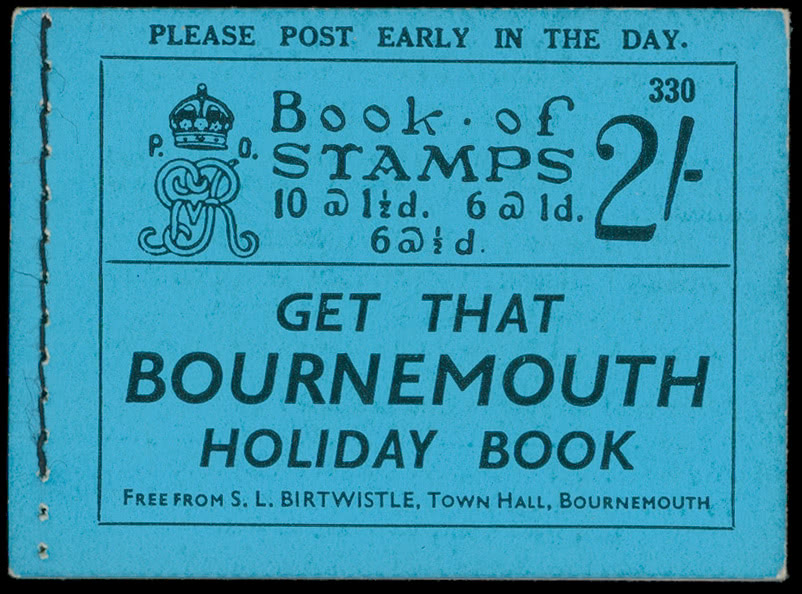 PLEASE POST EARLY IN THE DAY.
330
Book · of
STAMPS
2/-
P. O.
GR
10 @ 1½d. 6 @ 1d.
6 @ ½d.
GET THAT
BOURNEMOUTH
HOLIDAY BOOK
FREE FROM S. L. BIRTWISTLE, TOWN HALL, BOURNEMOUTH